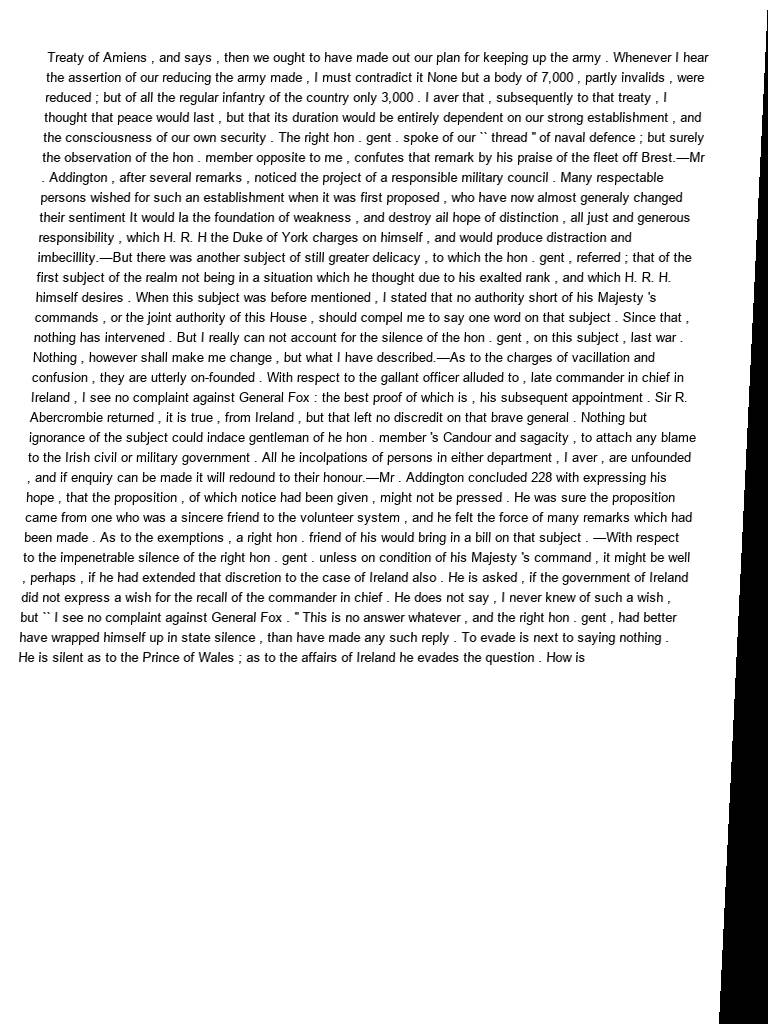 Treaty of Amiens , and says , then we ought to have made out our plan for keeping up the army . Whenever I hear
the assertion of our reducing the army made , I must contradict it None but a body of 7,000 , partly invalids , were
reduced ; but of all the regular infantry of the country only 3,000 . I aver that , subsequently to that treaty , I
thought that peace would last , but that its duration would be entirely dependent on our strong establishment , and
the consciousness of our own security . The right hon . gent . spoke of our `` thread '' of naval defence ; but surely
the observation of the hon . member opposite to me , confutes that remark by his praise of the fleet off Brest.—Mr
. Addington , after several remarks , noticed the project of a responsible military council . Many respectable
persons wished for such an establishment when it was first proposed , who have now almost generaly changed
their sentiment It would la the foundation of weakness , and destroy ail hope of distinction , all just and generous
responsibility , which H. R. H the Duke of York charges on himself , and would produce distraction and
imbecillity.—But there was another subject of still greater delicacy , to which the hon . gent , referred ; that of the
first subject of the realm not being in a situation which he thought due to his exalted rank , and which H. R. H.
himself desires . When this subject was before mentioned , I stated that no authority short of his Majesty 's
commands , or the joint authority of this House , should compel me to say one word on that subject . Since that ,
nothing has intervened . But I really can not account for the silence of the hon . gent , on this subject , last war .
Nothing , however shall make me change , but what I have described.—As to the charges of vacillation and
confusion , they are utterly on-founded . With respect to the gallant officer alluded to , late commander in chief in
Ireland , I see no complaint against General Fox : the best proof of which is , his subsequent appointment . Sir R.
Abercrombie returned , it is true , from Ireland , but that left no discredit on that brave general . Nothing but
ignorance of the subject could indace gentleman of he hon . member 's Candour and sagacity , to attach any blame
to the Irish civil or military government . All he incolpations of persons in either department , I aver , are unfounded
, and if enquiry can be made it will redound to their honour.—Mr . Addington concluded 228 with expressing his
hope , that the proposition , of which notice had been given , might not be pressed . He was sure the proposition
came from one who was a sincere friend to the volunteer system , and he felt the force of many remarks which had
been made . As to the exemptions , a right hon . friend of his would bring in a bill on that subject . —With respect
to the impenetrable silence of the right hon . gent . unless on condition of his Majesty 's command , it might be well
, perhaps , if he had extended that discretion to the case of Ireland also . He is asked , if the government of Ireland
did not express a wish for the recall of the commander in chief . He does not say , I never knew of such a wish ,
but `` I see no complaint against General Fox . '' This is no answer whatever , and the right hon . gent , had better
have wrapped himself up in state silence , than have made any such reply . To evade is next to saying nothing .
He is silent as to the Prince of Wales ; as to the affairs of Ireland he evades the question . How is